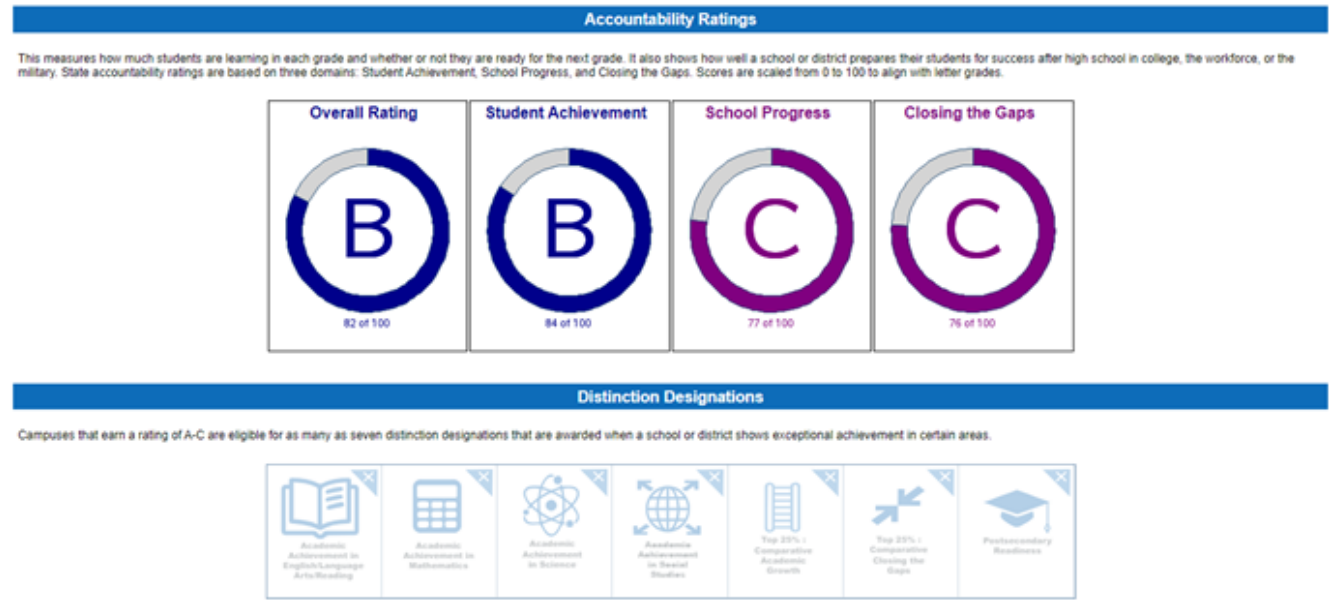 Accountability Ratings
This measures how much students are learning in each grade and whether or not they are ready for the next grade. It also shows how well a school or district prepares their students for success after high school in college, the workforce, or the
military. State accountability ratings are based on three domains: Student Achievement, School Progress, and Closing the Gaps. Scores are scaled from 0 to 100 to align with letter grades.
Overall Rating
B
82 of 100
Student Achievement
B
84 of 100
School Progress
C
77 of 100
Closing the Gaps
C
76 of 100
Distinction Designations
Campuses that earn a rating of A-C are eligible for as many as seven distinction designations that are awarded when a school or district shows exceptional achievement in certain areas.
Academic
Achievement in
English/Language
Arts/Reading
Academic
Achievement in
Mathematics
Academic
Achievement
in Science
Academic
Achievement
in Social
Studies
Top 25% :
Comparative
Academic
Growth
Top 25% :
Comparative
Closing the
Gaps
Postsecondary
Readiness